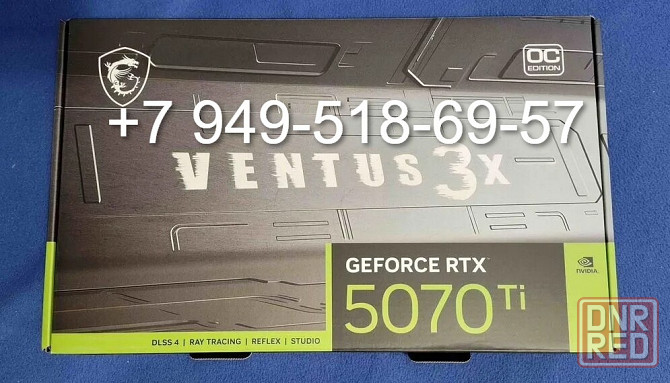 OC
EDITION
+7 949-518-69-57
VENTUS 3X
GEFORCE RTX™
5070 Ti
NVIDIA.
DLSS 4 | RAY TRACING | REFLEX | STUDIO
DNR
RED